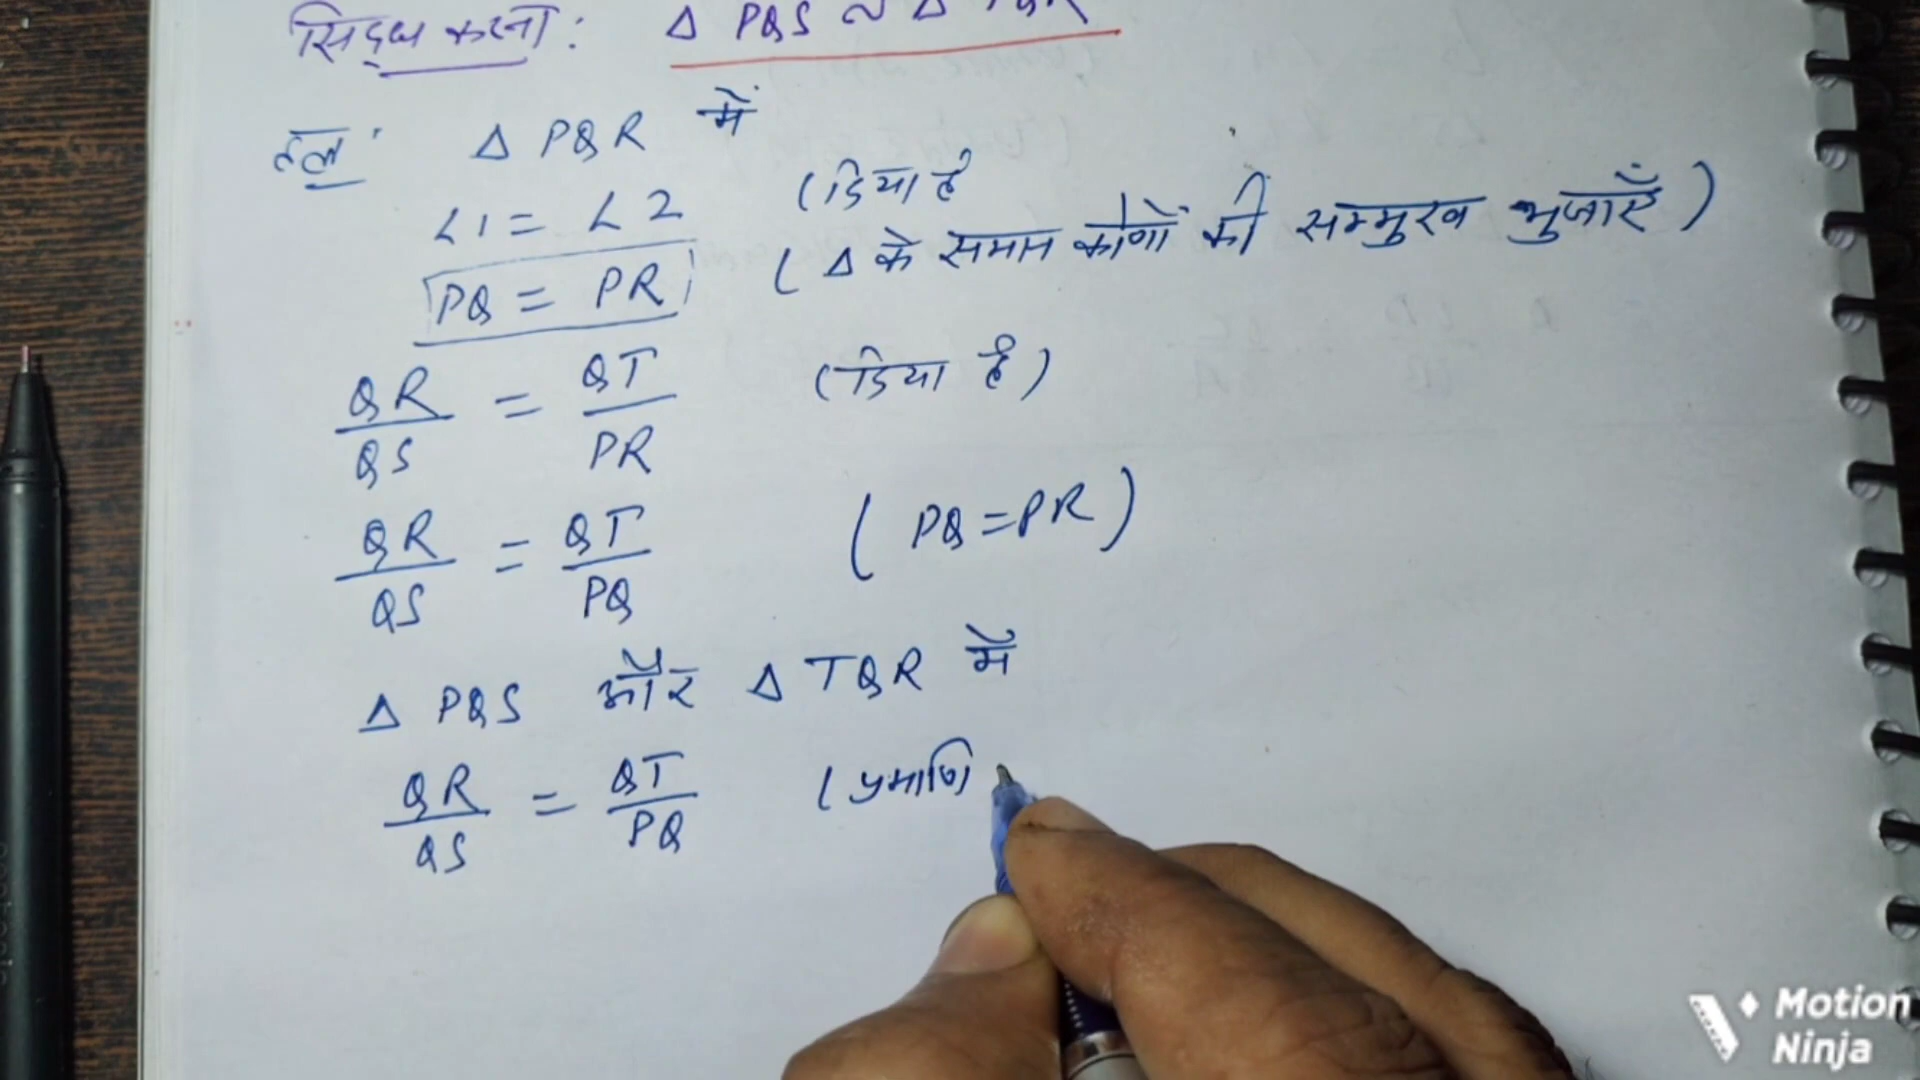 सिद्ध करना: Δ PQS ~ Δ TQR
हल: Δ PQR में
∠1 = ∠2 (दिया है
PQ = PR (Δ के समान कोणों की सम्मुख भुजाएँ)
QR/QS = QT/PR (दिया है)
QR/QS = QT/PQ (PQ = PR)
Δ PQS और Δ TQR में
QR/QS = QT/PQ (प्रमाणि
Motion
Ninja